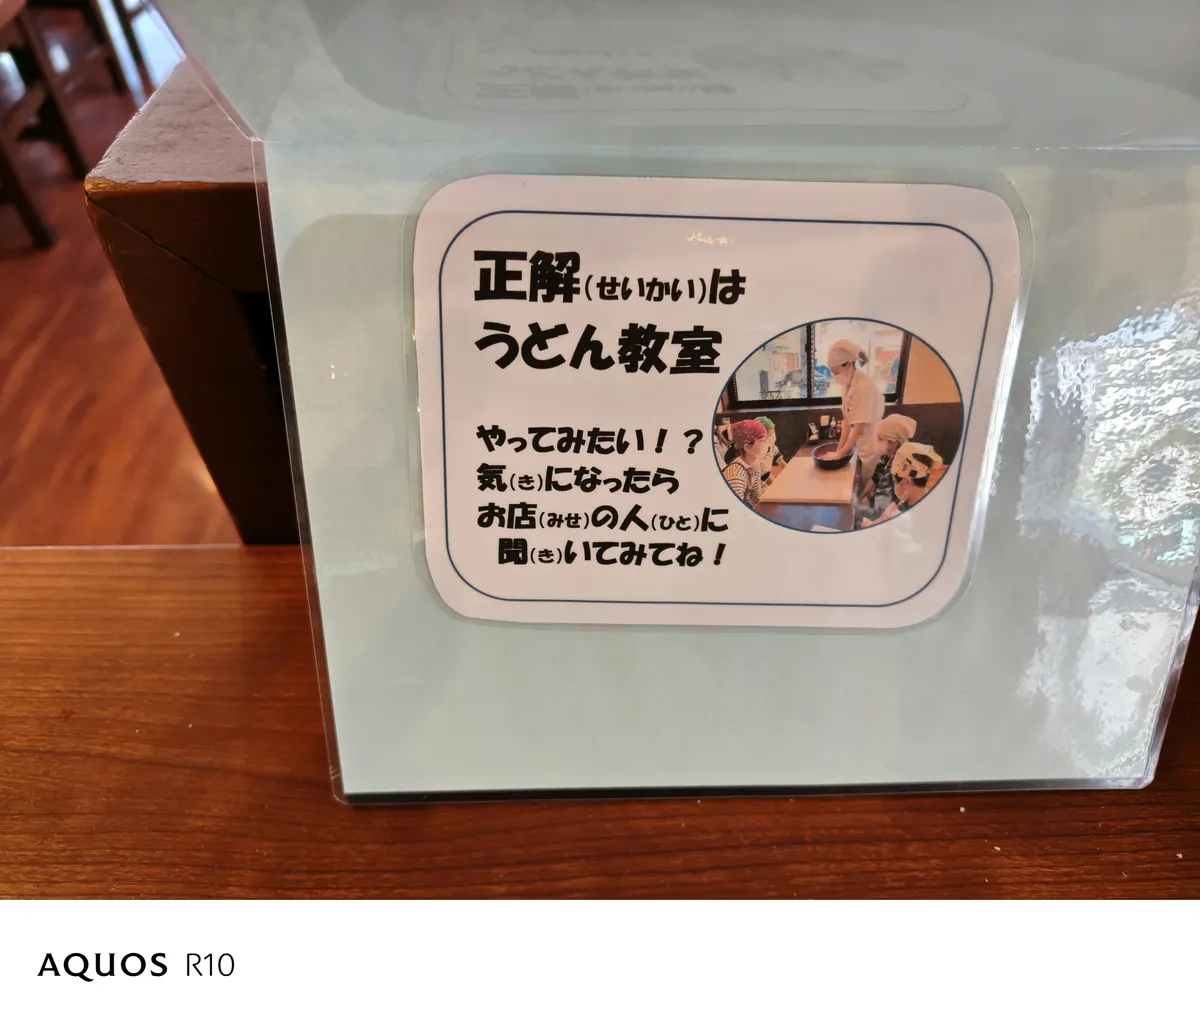 正解(せいかい)は
うどん教室
やってみたい！？
気(き)になったら
お店(みせ)の人(ひと)に
聞(き)いてみてね！
AQUOS R10